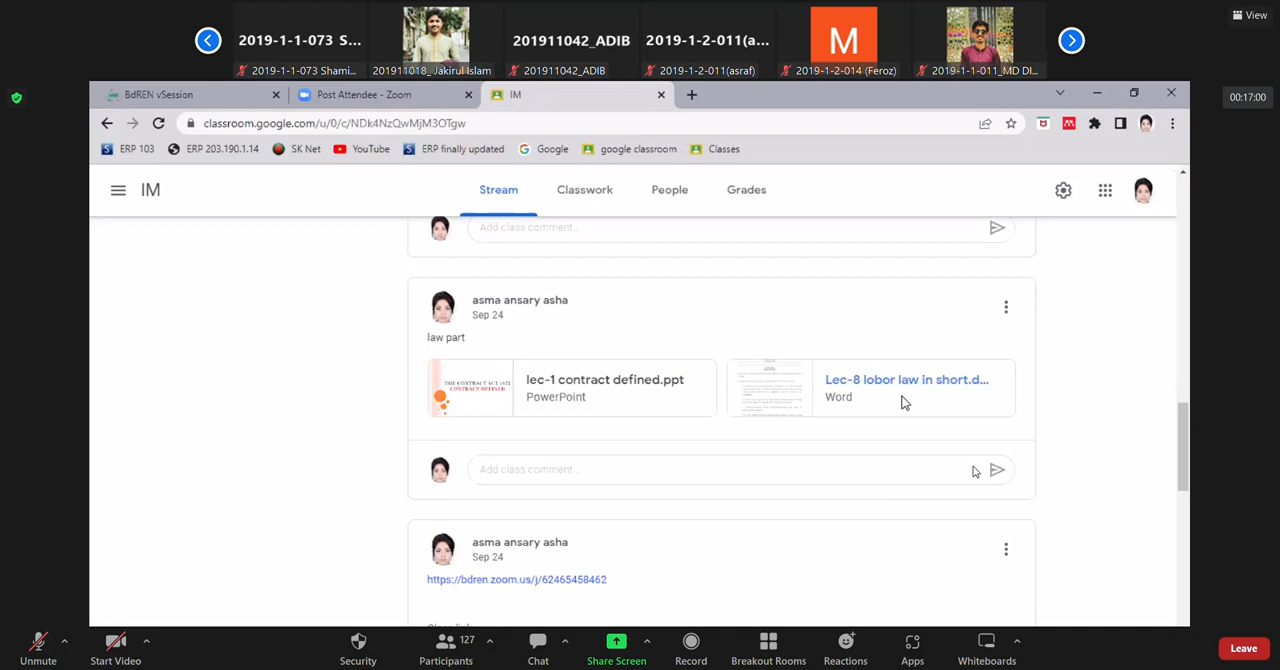 View
2019-1-1-073 S...
201911042_ADIB
2019-1-2-011(a...
M
2019-1-1-073 Shami...
201911018_Jakirul Islam
201911042_ADIB
2019-1-2-011(asraf)
2019-1-2-014 (Feroz)
2019-1-1-011_MD DI...
00:17:00
BdREN vSession
Post Attendee - Zoom
IM
classroom.google.com/u/0/c/NDk4NzQwMjM3OTgw
ERP 103
ERP 203.190.1.14
SK Net
YouTube
ERP finally updated
Google
google classroom
Classes
IM
Stream
Classwork
People
Grades
Add class comment...
asma ansary asha
Sep 24
law part
THE CONTRACT ACT 1872
CONTRACT DEFINED
lec-1 contract defined.ppt
PowerPoint
Lec-8 lobor law in short.d...
Word
Add class comment...
asma ansary asha
Sep 24
https://bdren.zoom.us/j/62465458462
Unmute
Start Video
Security
127
Participants
Chat
Share Screen
Record
Breakout Rooms
Reactions
Apps
Whiteboards
Leave